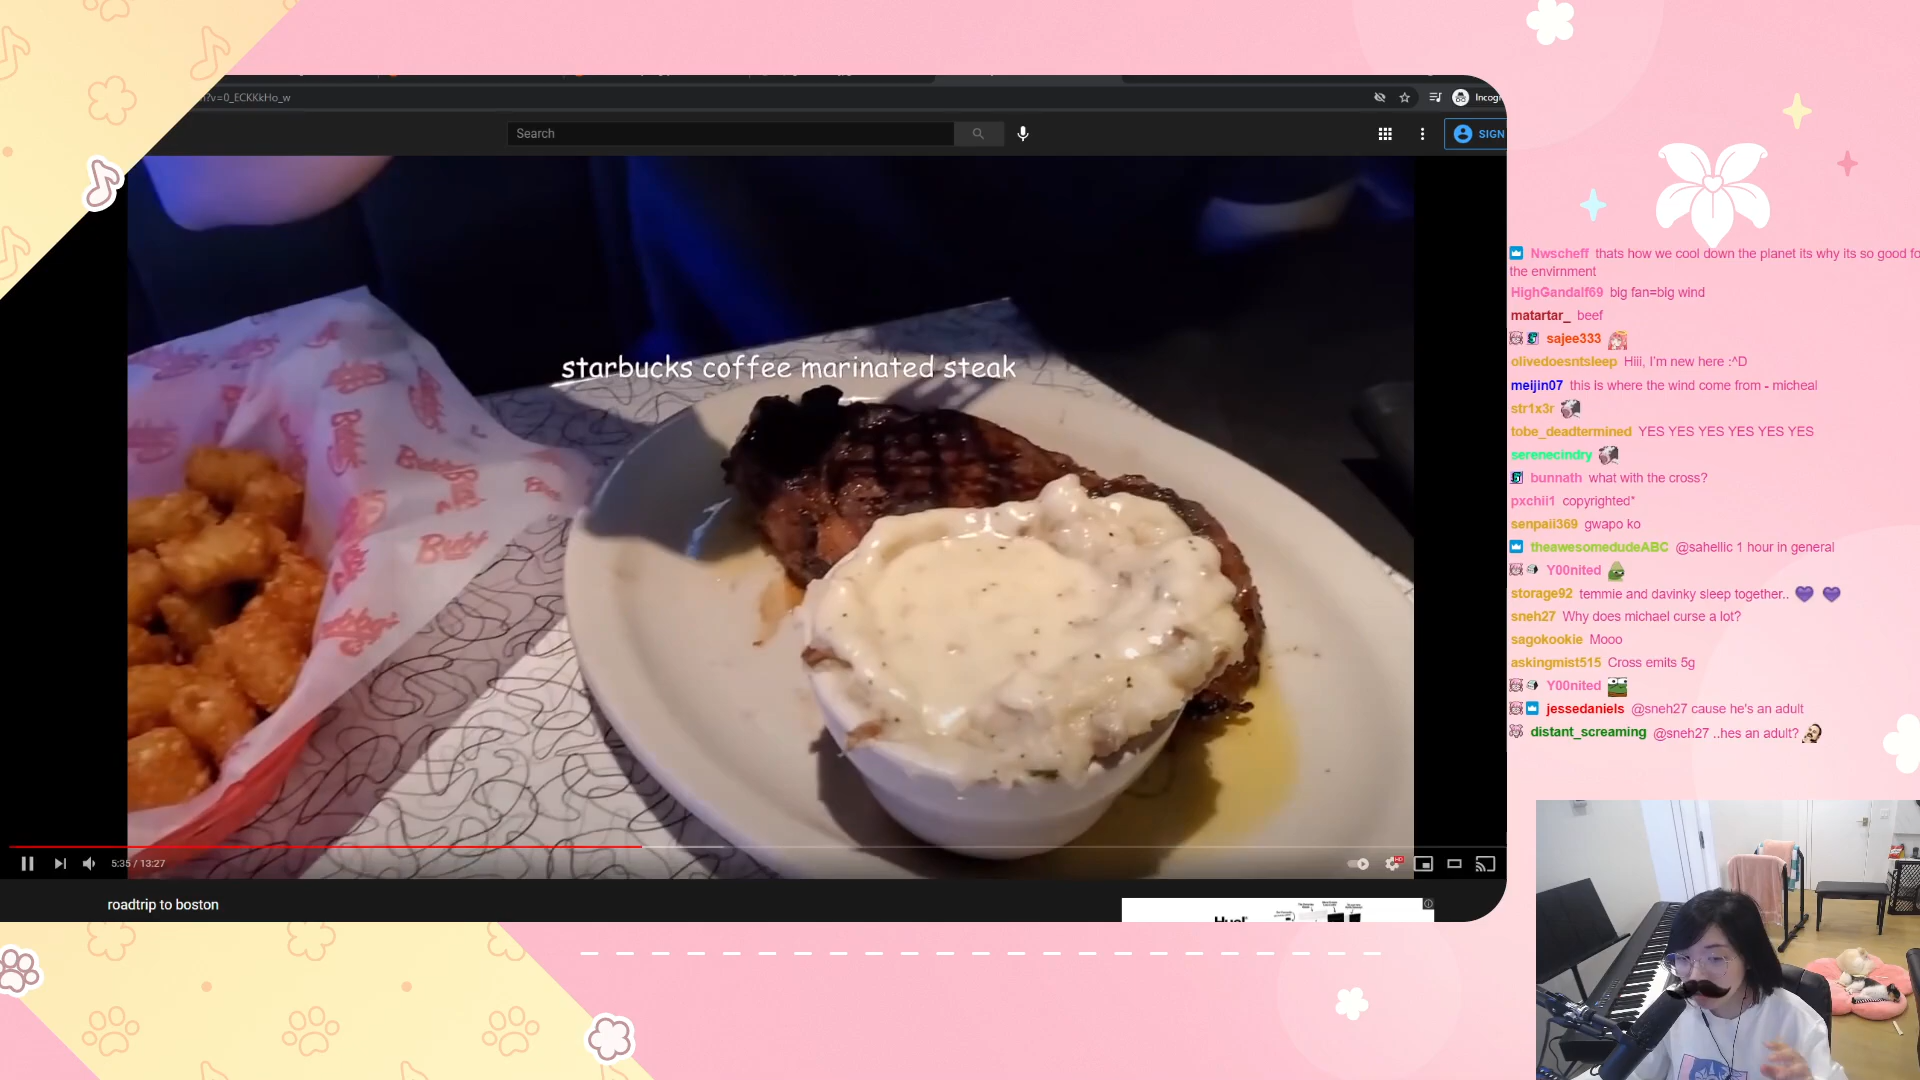 ?v=0_ECKKkHo_w
Incog
Search
SIGN
starbucks coffee marinated steak
5:35 / 13:27
HD
roadtrip to boston
Huel
Nwscheff thats how we cool down the planet its why its so good fo
the envirnment
HighGandalf69 big fan=big wind
matartar_ beef
sajee333
olivedoesntsleep Hiii, I'm new here :^D
meijin07 this is where the wind come from - micheal
str1x3r
tobe_deadtermined YES YES YES YES YES YES
serenecindry
bunnath what with the cross?
pxchii1 copyrighted*
senpaii369 gwapo ko
theawesomedudeABC @sahellic 1 hour in general
Y00nited
storage92 temmie and davinky sleep together..
sneh27 Why does michael curse a lot?
sagokookie Mooo
askingmist515 Cross emits 5g
Y00nited
jessedaniels @sneh27 cause he's an adult
distant_screaming @sneh27 ..hes an adult?